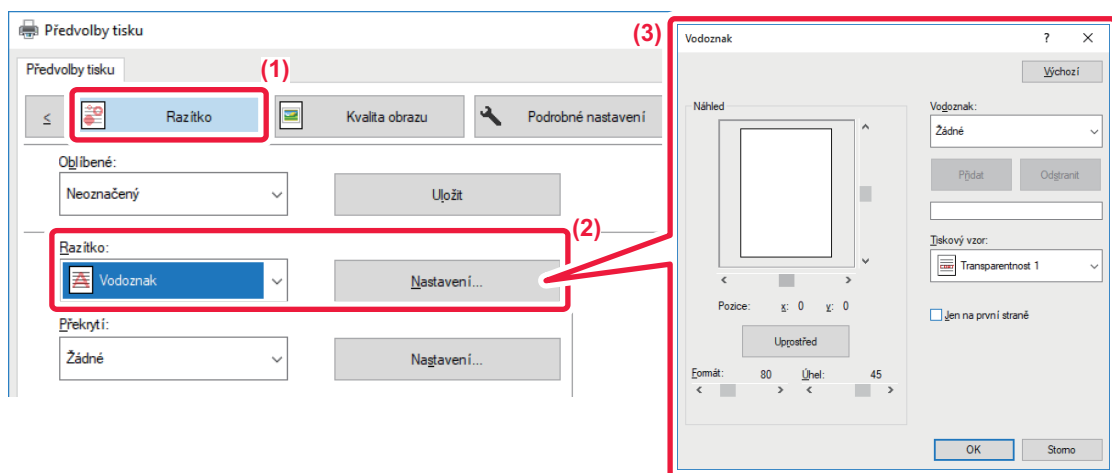 Předvolby tisku
Předvolby tisku
(1)
<
Razítko
Kvalita obrazu
Podrobné nastavení
Oblíbené:
Neoznačený
Uložit
(2)
Razítko:
Vodoznak
Nastavení...
Překrytí:
Žádné
Nastavení...
(3)
Vodoznak
?
Výchozí
Náhled
Pozice:
x: 0
y: 0
Uprostřed
Formát:
80
Úhel:
45
Vodoznak:
Žádné
Přidat
Odstranit
Tiskový vzor:
Transparentnost 1
Jen na první straně
OK
Storno